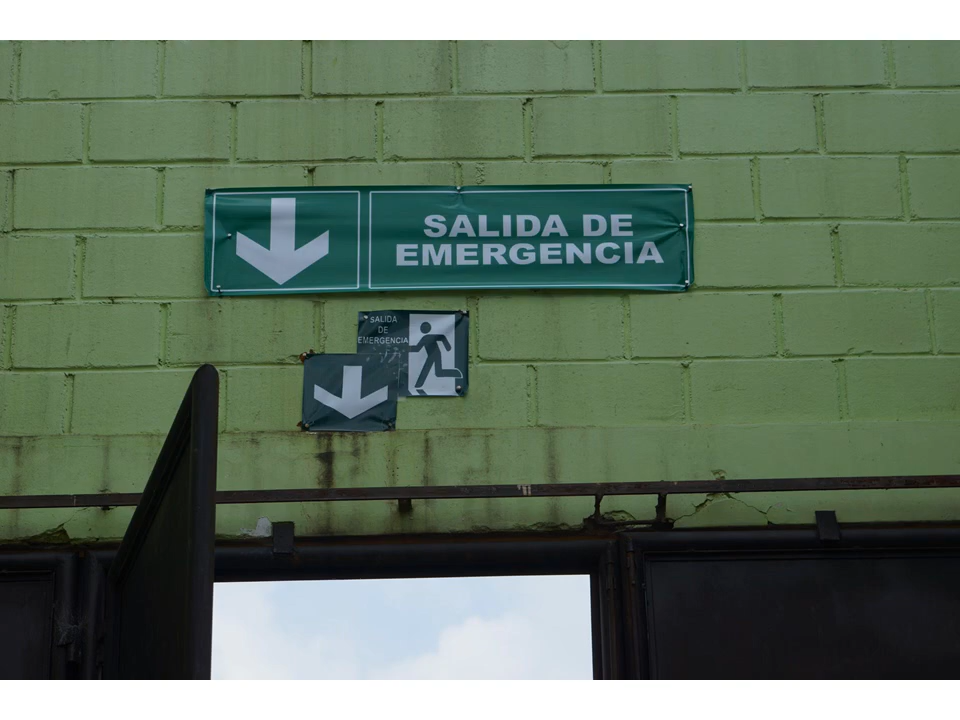 SALIDA DE
EMERGENCIA
SALIDA
DE
EMERGENCIA